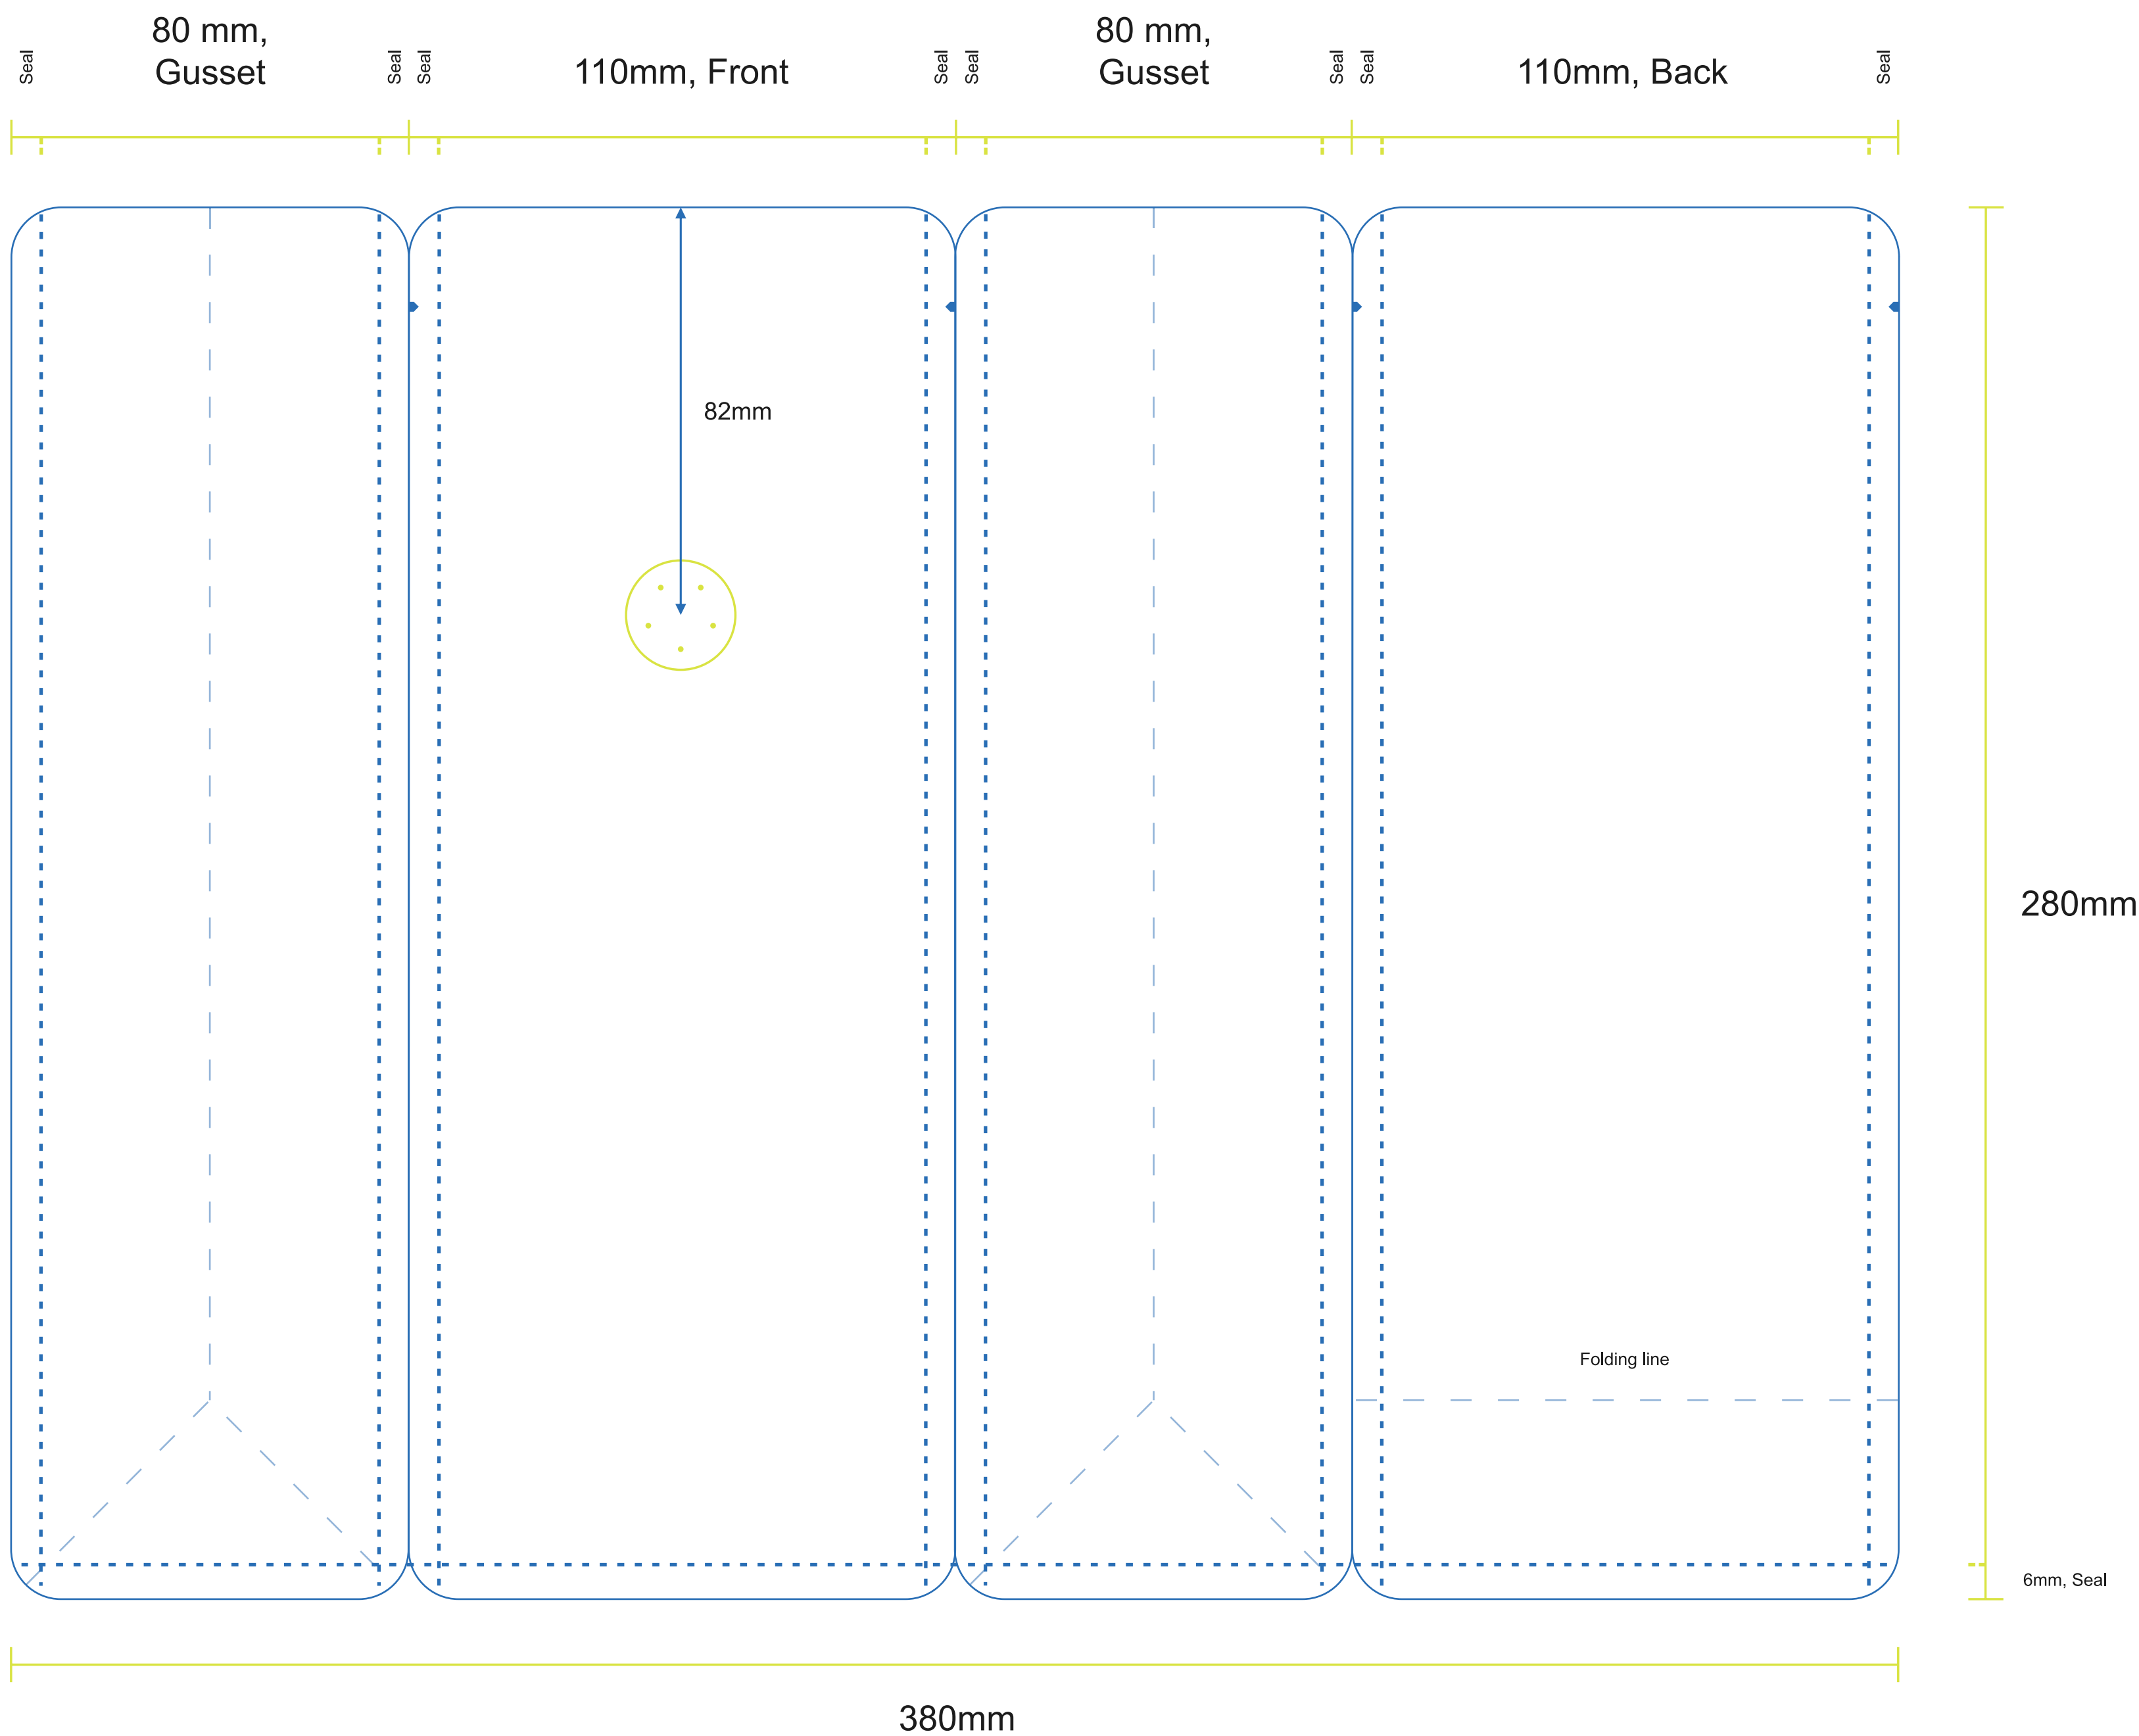 80 mm,
Gusset
110mm, Front
80 mm,
Gusset
110mm, Back
Seal
Seal
Seal
Seal
Seal
Seal
Seal
Seal
82mm
280mm
Folding line
6mm, Seal
380mm